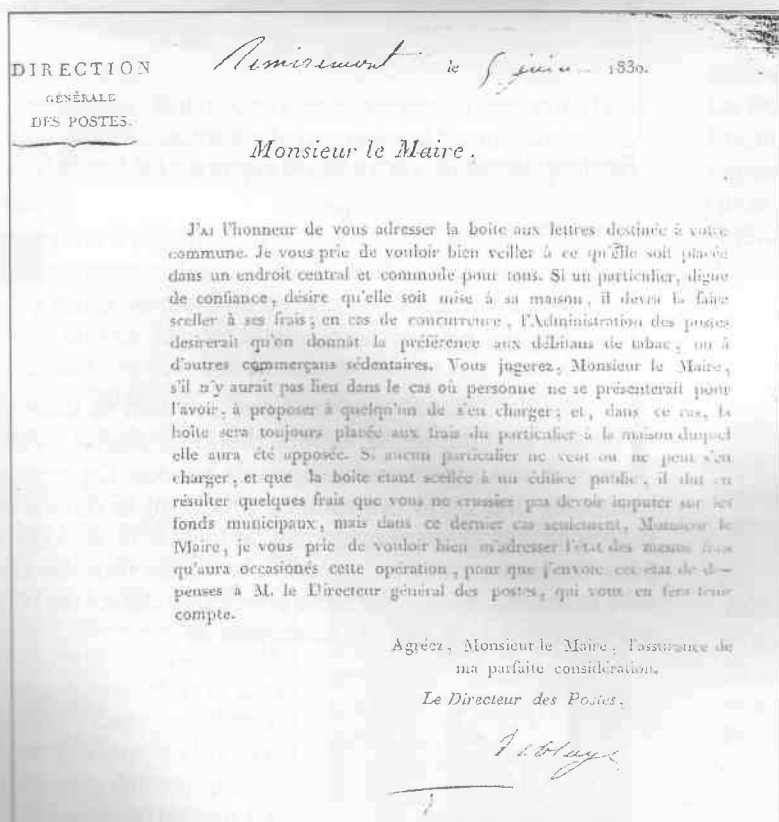 Remiremont le 5 juin 1830.
DIRECTION
GÉNÉRALE
DES POSTES.
Monsieur le Maire,
J'AI l'honneur de vous adresser la boîte aux lettres destinée à votre
commune. Je vous prie de vouloir bien veiller à ce qu'elle soit placée
dans un endroit central et commode pour tous. Si un particulier, digne
de confiance, désire qu'elle soit mise à sa maison, il devra la faire
sceller à ses frais; en cas de concurrence, l'Administration des postes
desirerait qu'on donnât la préférence aux débitans de tabac, ou à
d'autres commerçans sédentaires. Vous jugerez, Monsieur le Maire,
s'il n'y aurait pas lieu dans le cas où personne ne se présenterait pour
l'avoir, à proposer à quelqu'un de s'en charger; et, dans ce cas, la
boîte sera toujours placée aux frais du particulier à la maison duquel
elle aura été apposée. Si aucun particulier ne veut ou ne peut s'en
charger, et que la boîte étant scellée à un édifice public, il dut en
résulter quelques frais que vous ne crussiez pas devoir imputer sur les
fonds municipaux, mais dans ce dernier cas seulement, Monsieur le
Maire, je vous prie de vouloir bien m'adresser l'état des menus frais
qu'aura occasionés cette opération, pour que j'envoie cet état de dé-
penses à M. le Directeur général des postes, qui vous en fera tenir
compte.
Agréez, Monsieur le Maire, l'assurance de
ma parfaite considération.
Le Directeur des Postes,